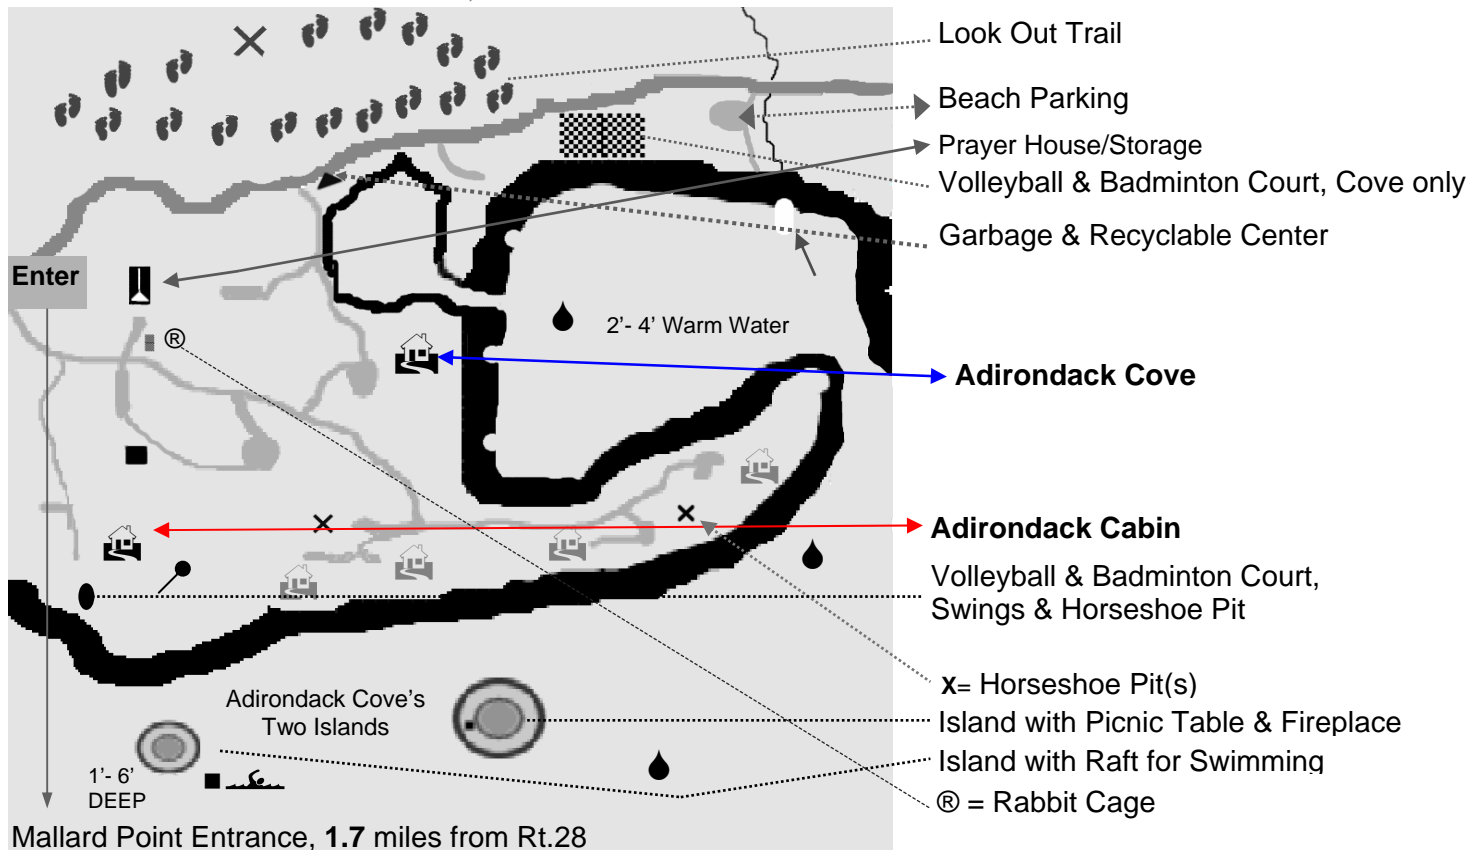 Look Out Trail
Beach Parking
Prayer House/Storage
Volleyball & Badminton Court, Cove only
Garbage & Recyclable Center
Enter
2'- 4' Warm Water
®
Adirondack Cove
Adirondack Cabin
Volleyball & Badminton Court,
Swings & Horseshoe Pit
X= Horseshoe Pit(s)
Adirondack Cove's
Two Islands
Island with Picnic Table & Fireplace
Island with Raft for Swimming
1'- 6'
DEEP
® = Rabbit Cage
Mallard Point Entrance, 1.7 miles from Rt.28